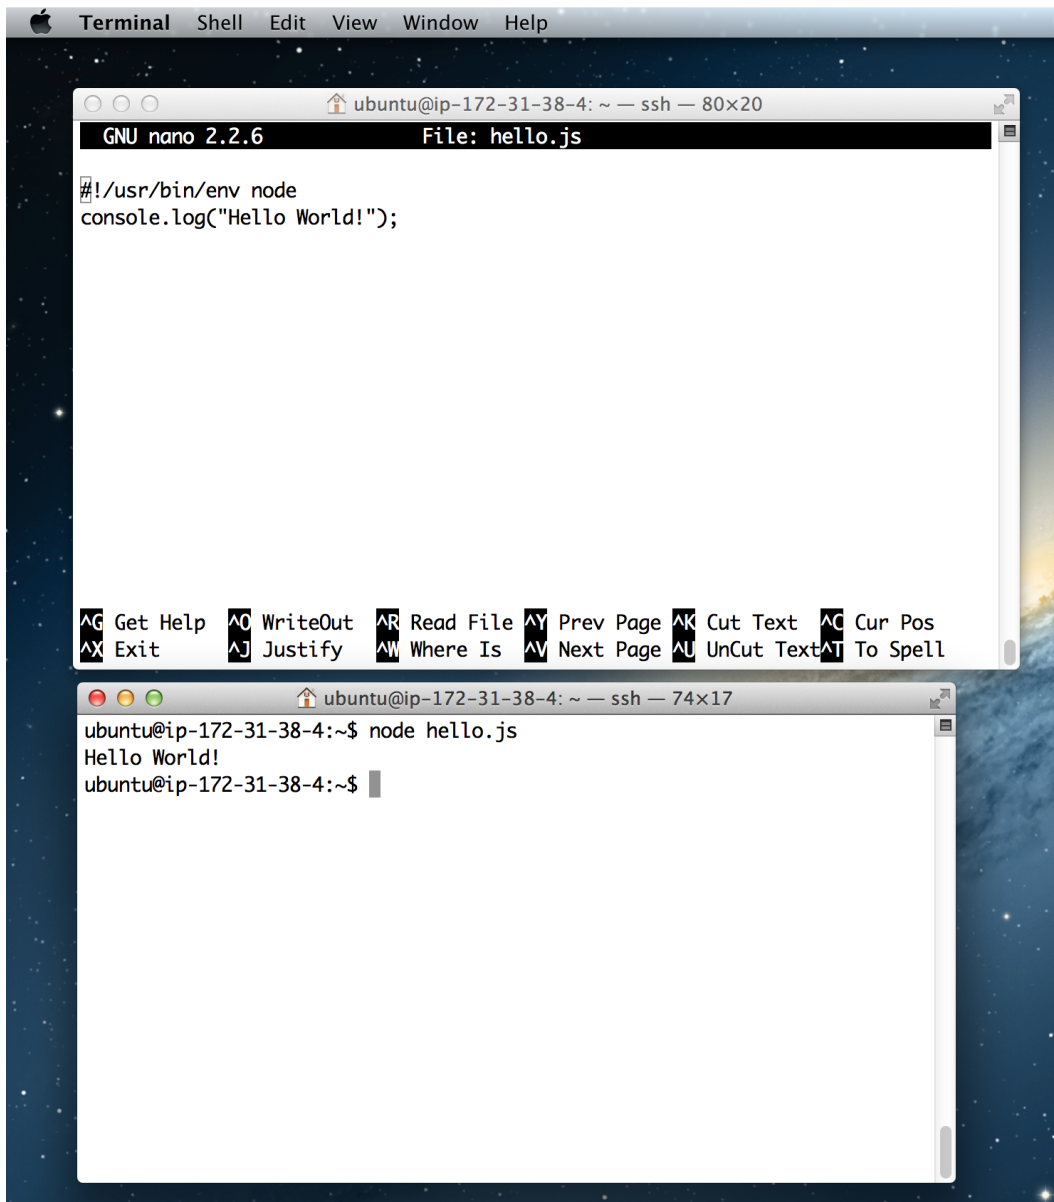 Terminal Shell Edit View Window Help
ubuntu@ip-172-31-38-4: ~ — ssh — 80×20
GNU nano 2.2.6 File: hello.js
#!/usr/bin/env node
console.log("Hello World!");
^G Get Help ^O WriteOut ^R Read File ^Y Prev Page ^K Cut Text ^C Cur Pos
^X Exit ^J Justify ^W Where Is ^V Next Page ^U UnCut Text^T To Spell
ubuntu@ip-172-31-38-4: ~ — ssh — 74×17
ubuntu@ip-172-31-38-4:~$ node hello.js
Hello World!
ubuntu@ip-172-31-38-4:~$